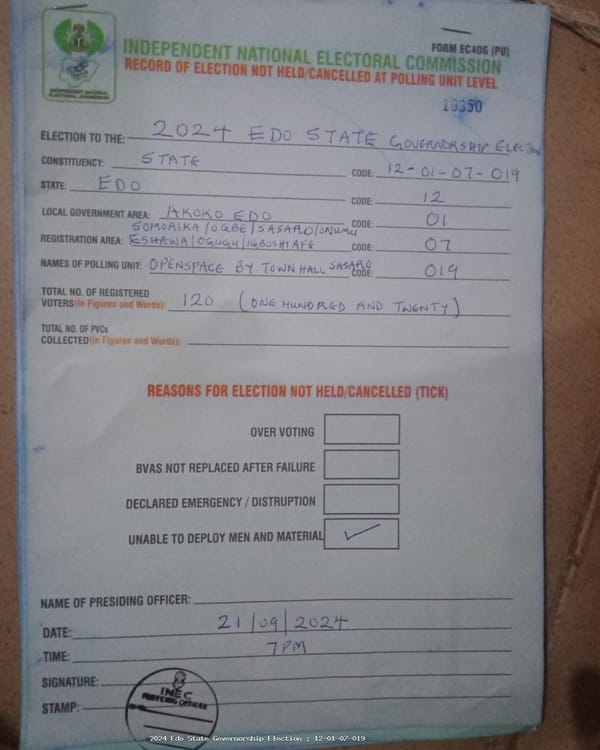 FORM EC40G (PU)
INDEPENDENT NATIONAL ELECTORAL COMMISSION
RECORD OF ELECTION NOT HELD/CANCELLED AT POLLING UNIT LEVEL
INDEPENDENT NATIONAL
ELECTORAL COMMISSION
10350
ELECTION TO THE: 2024 EDO STATE GOVERNORSHIP ELECTION
CONSTITUENCY: STATE CODE: 12-01-07-019
STATE: EDO CODE: 12
LOCAL GOVERNMENT AREA: AKOKO EDO CODE: 01
SOMORIKA/OGBE/SASARO/ONUMU
REGISTRATION AREA: ESHAWA/OGUGU/IGBOSHI AFE CODE: 07
NAMES OF POLLING UNIT: OPENSPACE BY TOWN HALL SASARO CODE: 019
TOTAL NO. OF REGISTERED
VOTERS(In Figures and Words): 120 (ONE HUNDRED AND TWENTY)
TOTAL NO. OF PVCs
COLLECTED(In Figures and Words):
REASONS FOR ELECTION NOT HELD/CANCELLED (TICK)
OVER VOTING
BVAS NOT REPLACED AFTER FAILURE
DECLARED EMERGENCY / DISTRUPTION
UNABLE TO DEPLOY MEN AND MATERIAL
NAME OF PRESIDING OFFICER:
DATE: 21/09/2024
TIME: 7PM
SIGNATURE:
STAMP:
INEC
PRESIDING OFFICER
2024 Edo State Governorship Election : 12-01-07-019